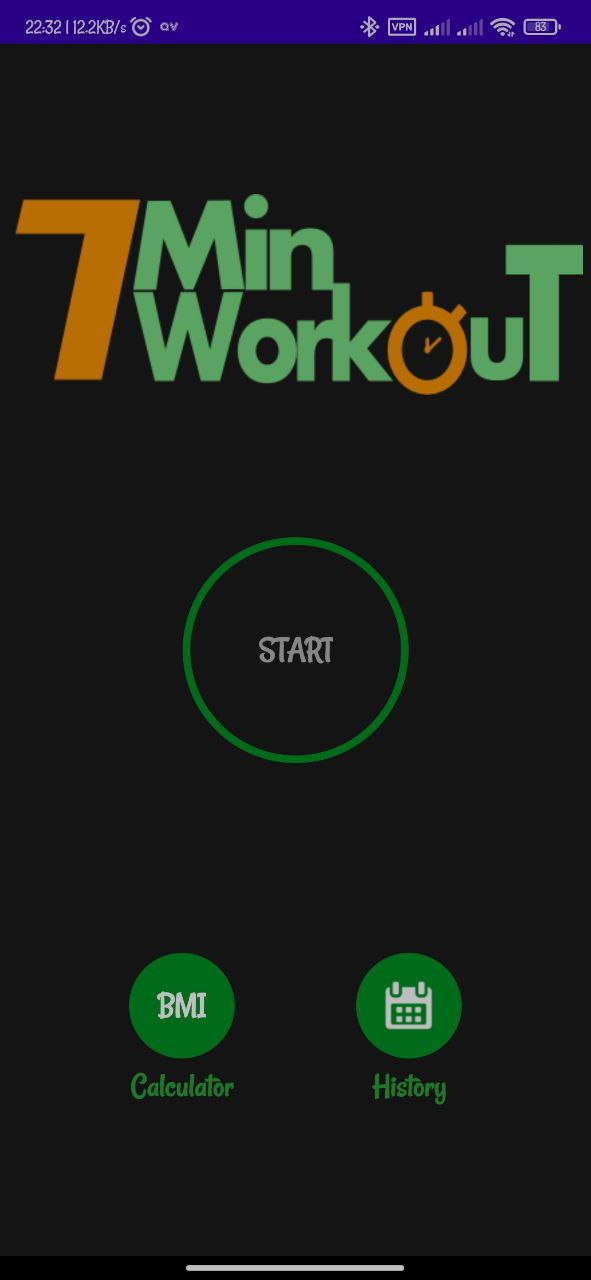 22:32 | 12.2KB/s
VPN
83
7 Min
Workout
START
BMI
Calculator
History